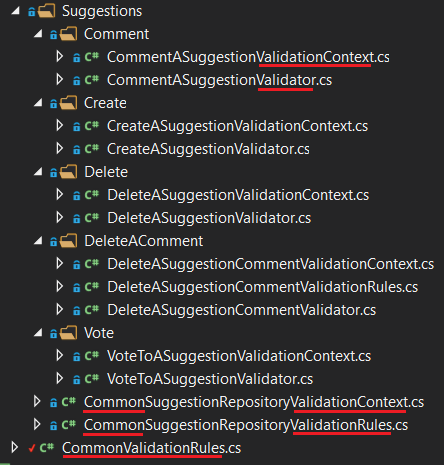 Suggestions
Comment
C# CommentASuggestionValidationContext.cs
C# CommentASuggestionValidator.cs
Create
C# CreateASuggestionValidationContext.cs
C# CreateASuggestionValidator.cs
Delete
C# DeleteASuggestionValidationContext.cs
C# DeleteASuggestionValidator.cs
DeleteAComment
C# DeleteASuggestionCommentValidationContext.cs
C# DeleteASuggestionCommentValidationRules.cs
C# DeleteASuggestionCommentValidator.cs
Vote
C# VoteToASuggestionValidationContext.cs
C# VoteToASuggestionValidator.cs
C# CommonSuggestionRepositoryValidationContext.cs
C# CommonSuggestionRepositoryValidationRules.cs
C# CommonValidationRules.cs